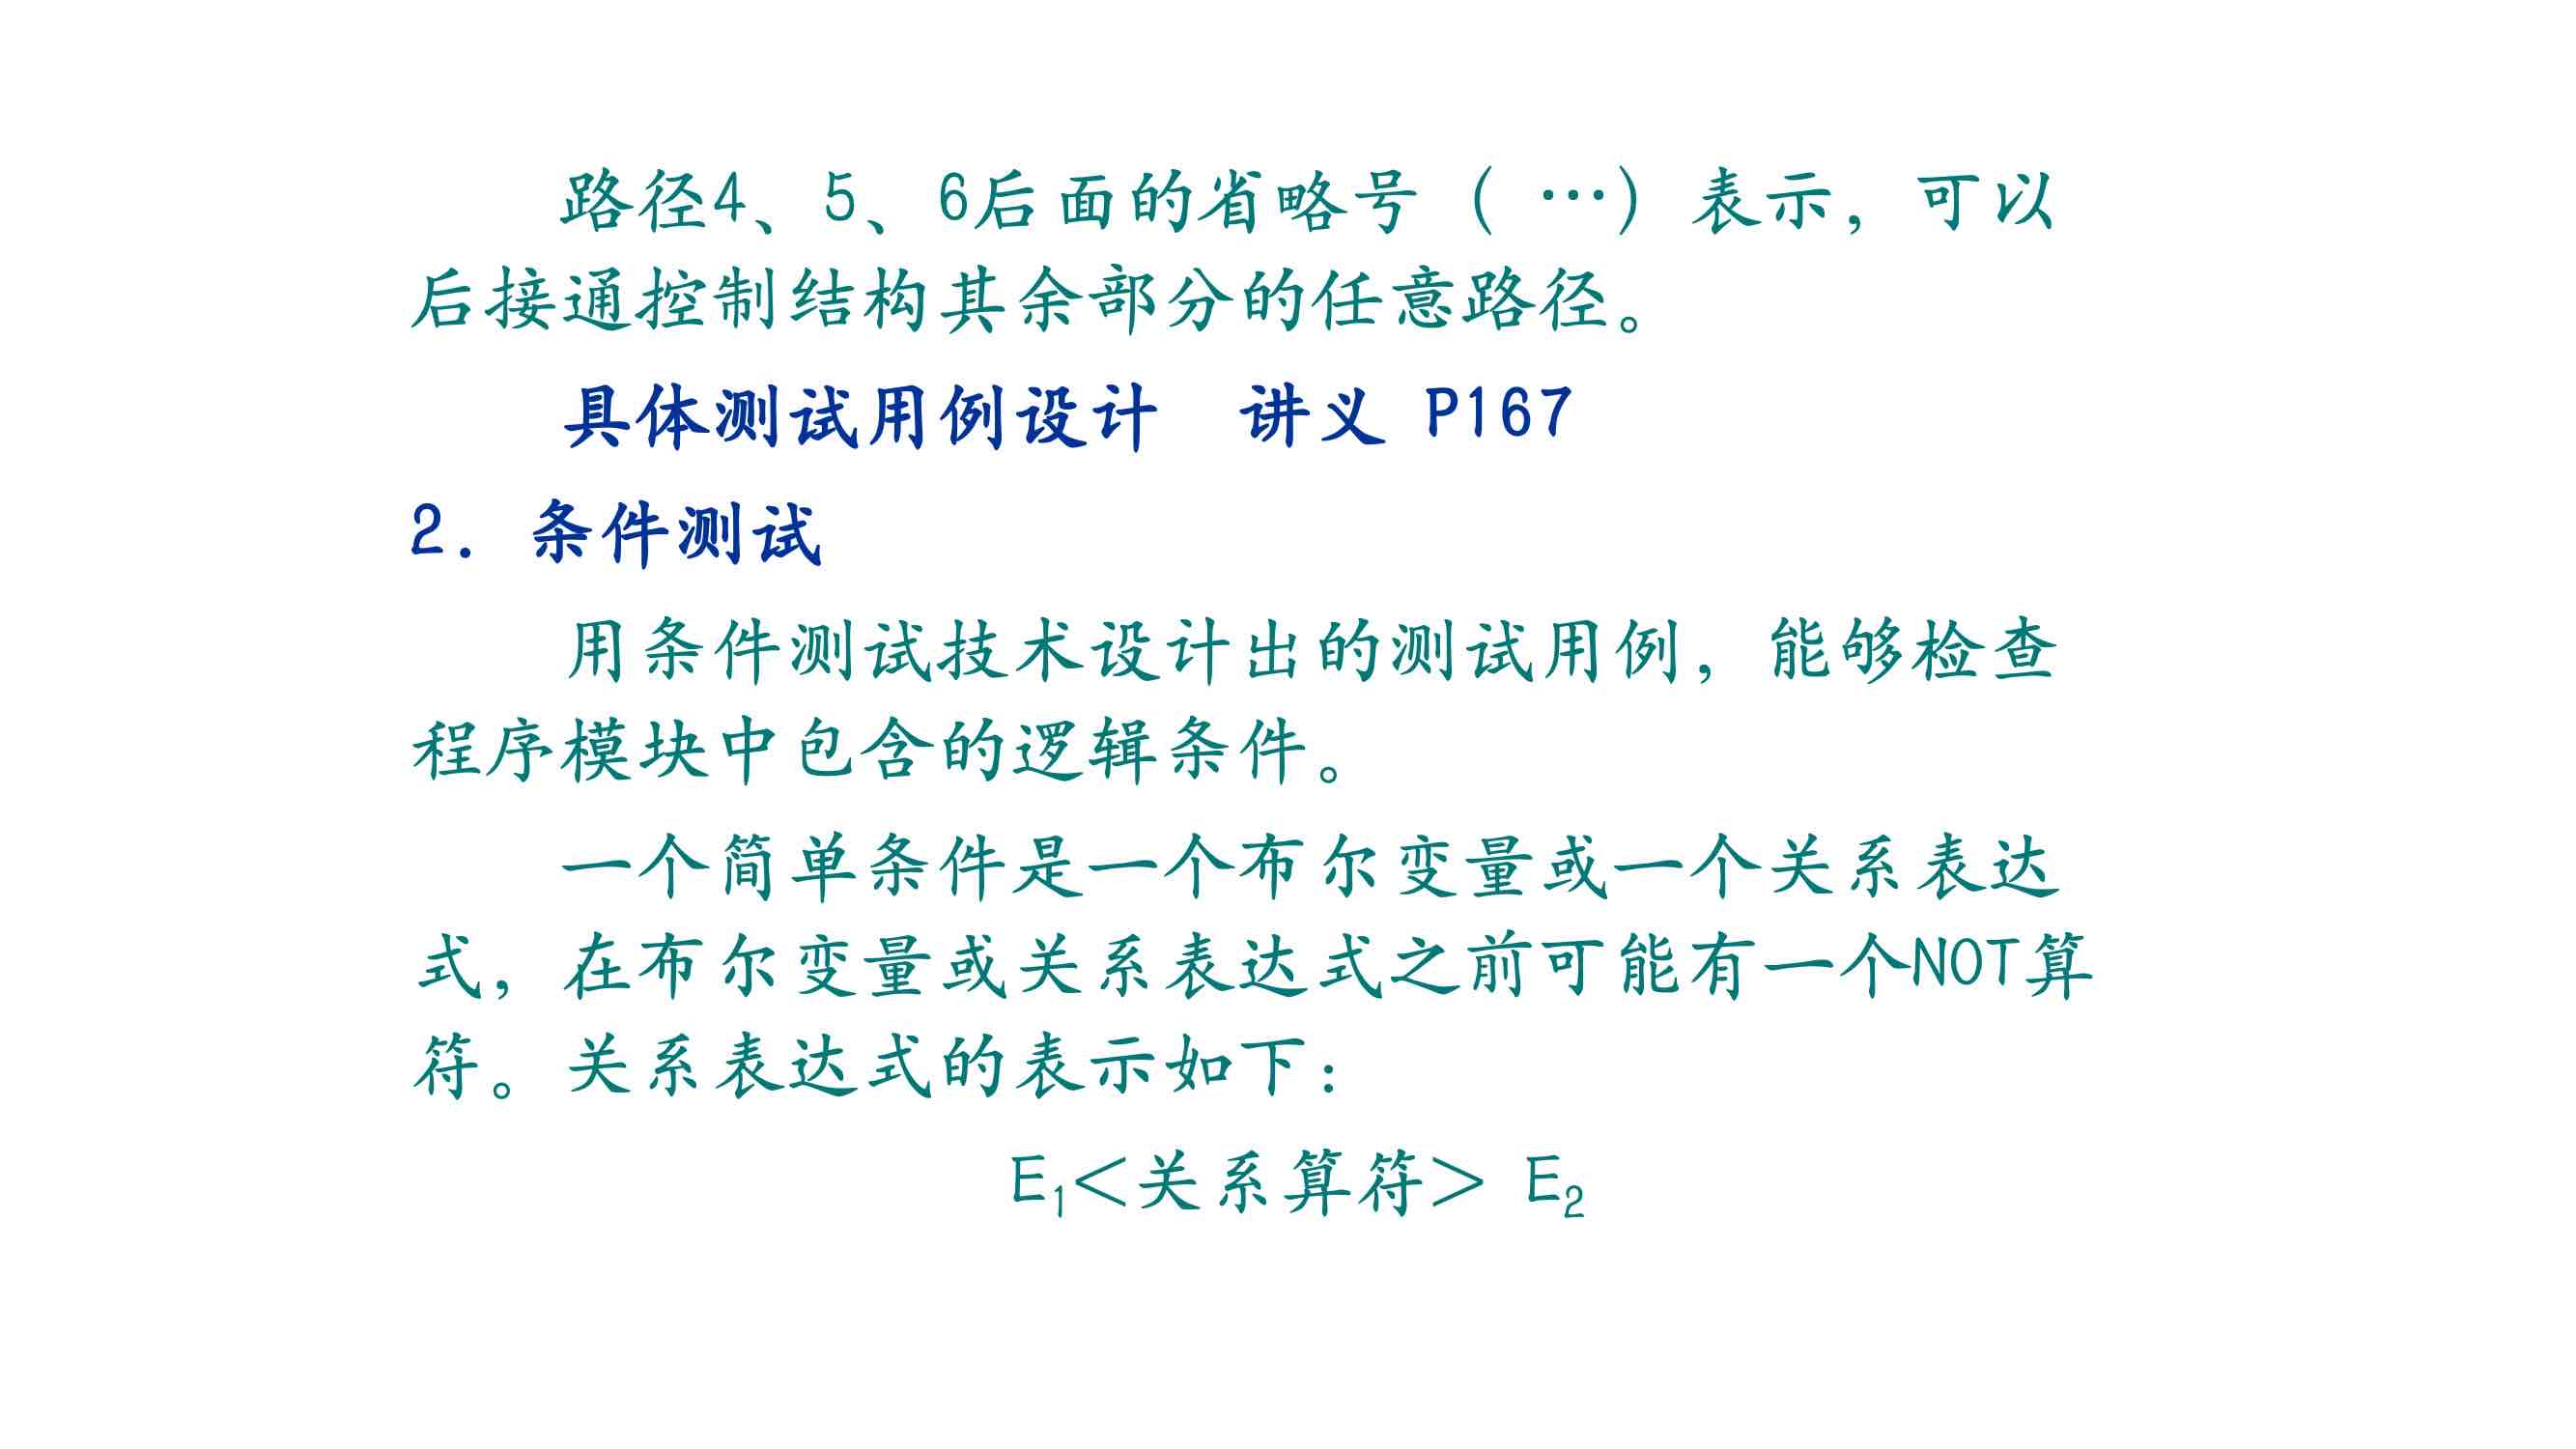 路径4、5、6后面的省略号（ …）表示，可以
后接通控制结构其余部分的任意路径。
具体测试用例设计 讲义 P167
2. 条件测试
用条件测试技术设计出的测试用例，能够检查
程序模块中包含的逻辑条件。
一个简单条件是一个布尔变量或一个关系表达
式，在布尔变量或关系表达式之前可能有一个NOT算
符。关系表达式的表示如下：
E₁＜关系算符＞ E₂